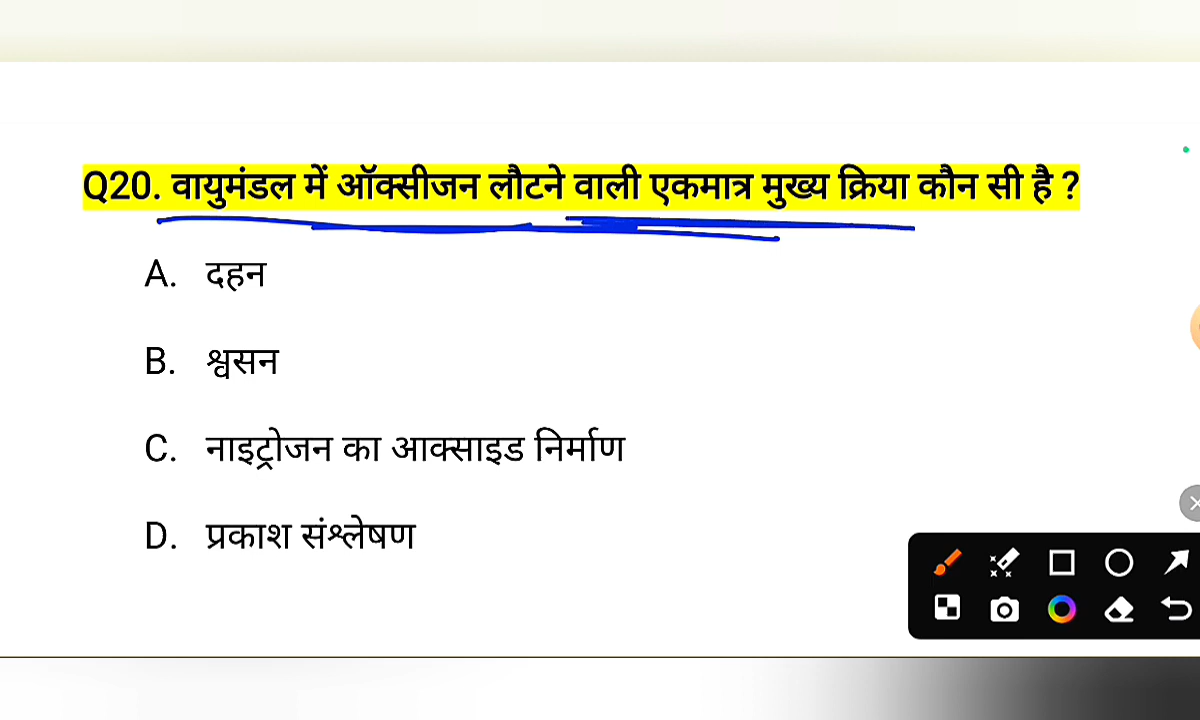 Q20. वायुमंडल में ऑक्सीजन लौटने वाली एकमात्र मुख्य क्रिया कौन सी है ?
A. दहन
B. श्वसन
C. नाइट्रोजन का आक्साइड निर्माण
D. प्रकाश संश्लेषण